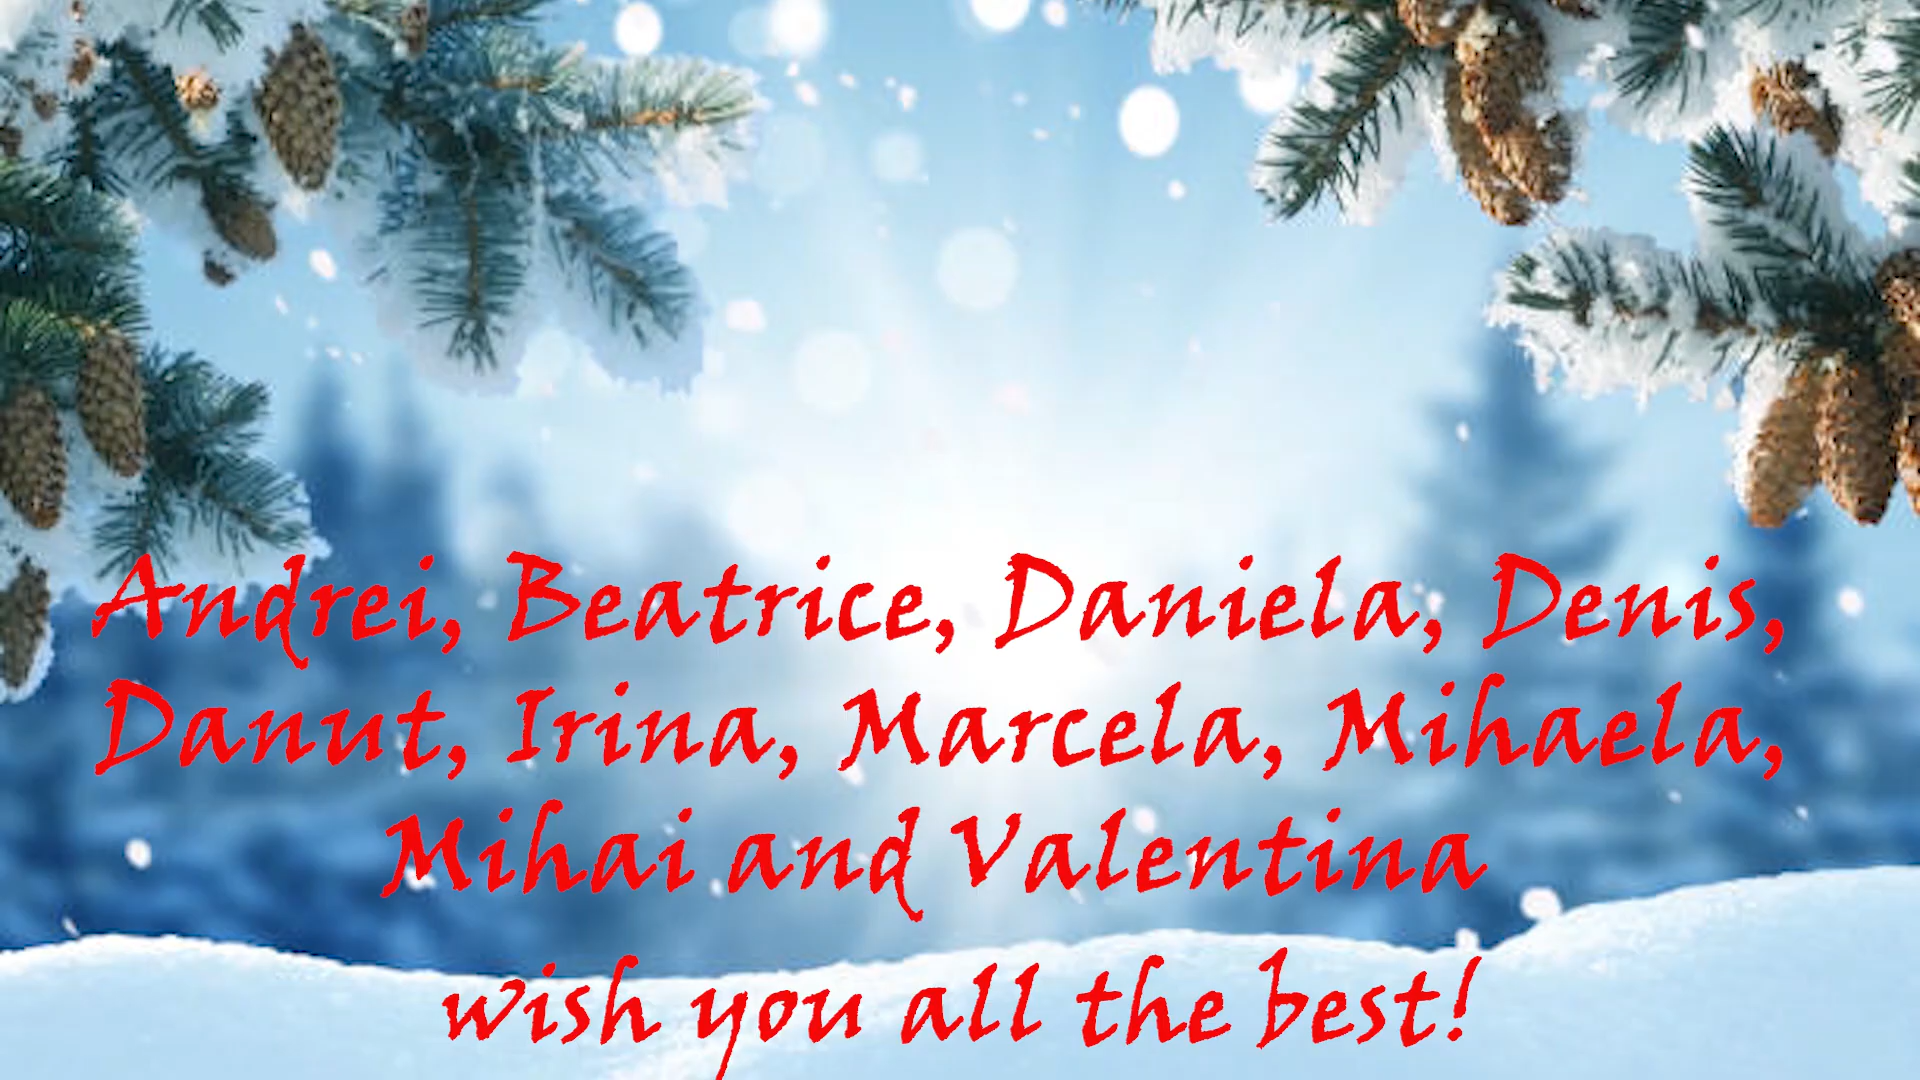 Andrei, Beatrice, Daniela, Denis,
Danut, Irina, Marcela, Mihaela,
Mihai and Valentina
wish you all the best!